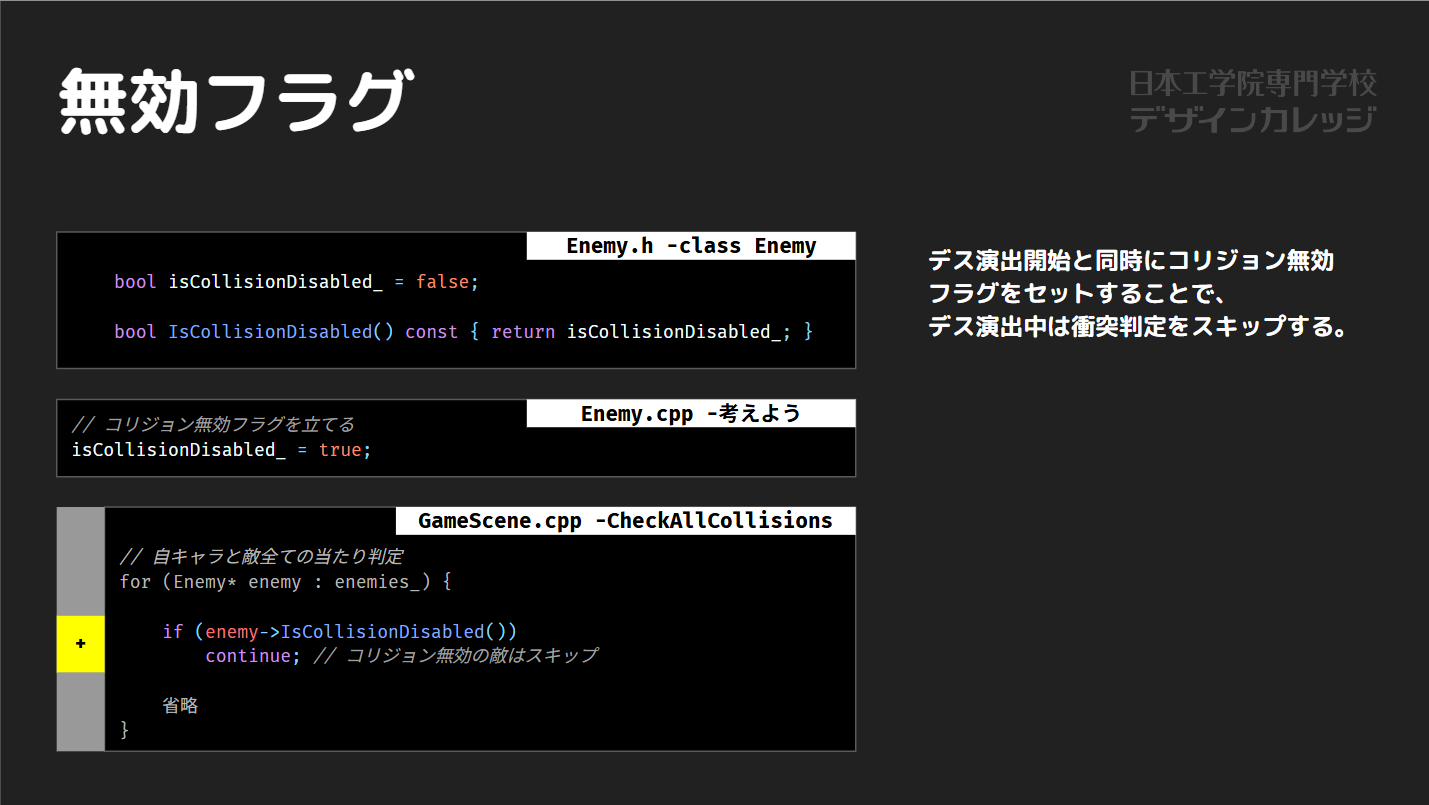 無効フラグ
日本工学院専門学校
デザインカレッジ
Enemy.h -class Enemy
bool isCollisionDisabled_ = false;
bool IsCollisionDisabled() const { return isCollisionDisabled_; }
デス演出開始と同時にコリジョン無効
フラグをセットすることで、
デス演出中は衝突判定をスキップする。
Enemy.cpp -考えよう
// コリジョン無効フラグを立てる
isCollisionDisabled_ = true;
GameScene.cpp -CheckAllCollisions
// 自キャラと敵全ての当たり判定
for (Enemy* enemy : enemies_) {
+
if (enemy->IsCollisionDisabled())
continue; // コリジョン無効の敵はスキップ
省略
}